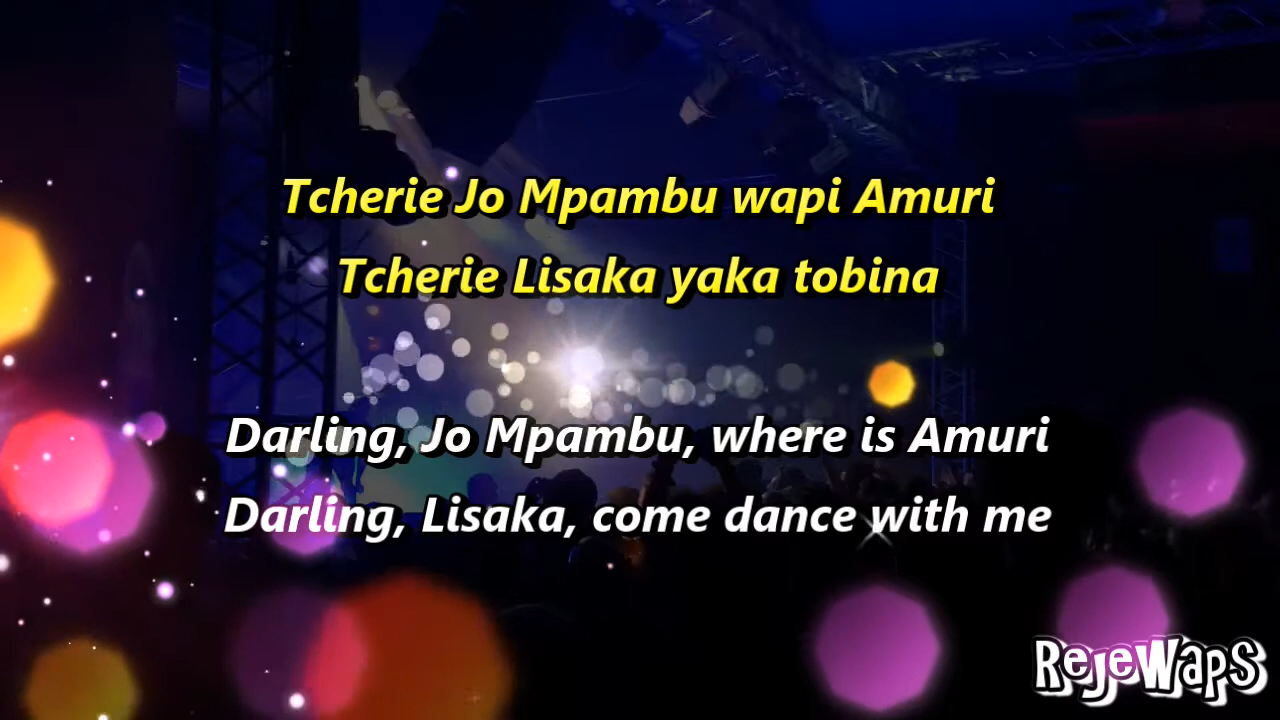 Tcherie Jo Mpambu wapi Amuri
Tcherie Lisaka yaka tobina
Darling, Jo Mpambu, where is Amuri
Darling, Lisaka, come dance with me
RejeWaps